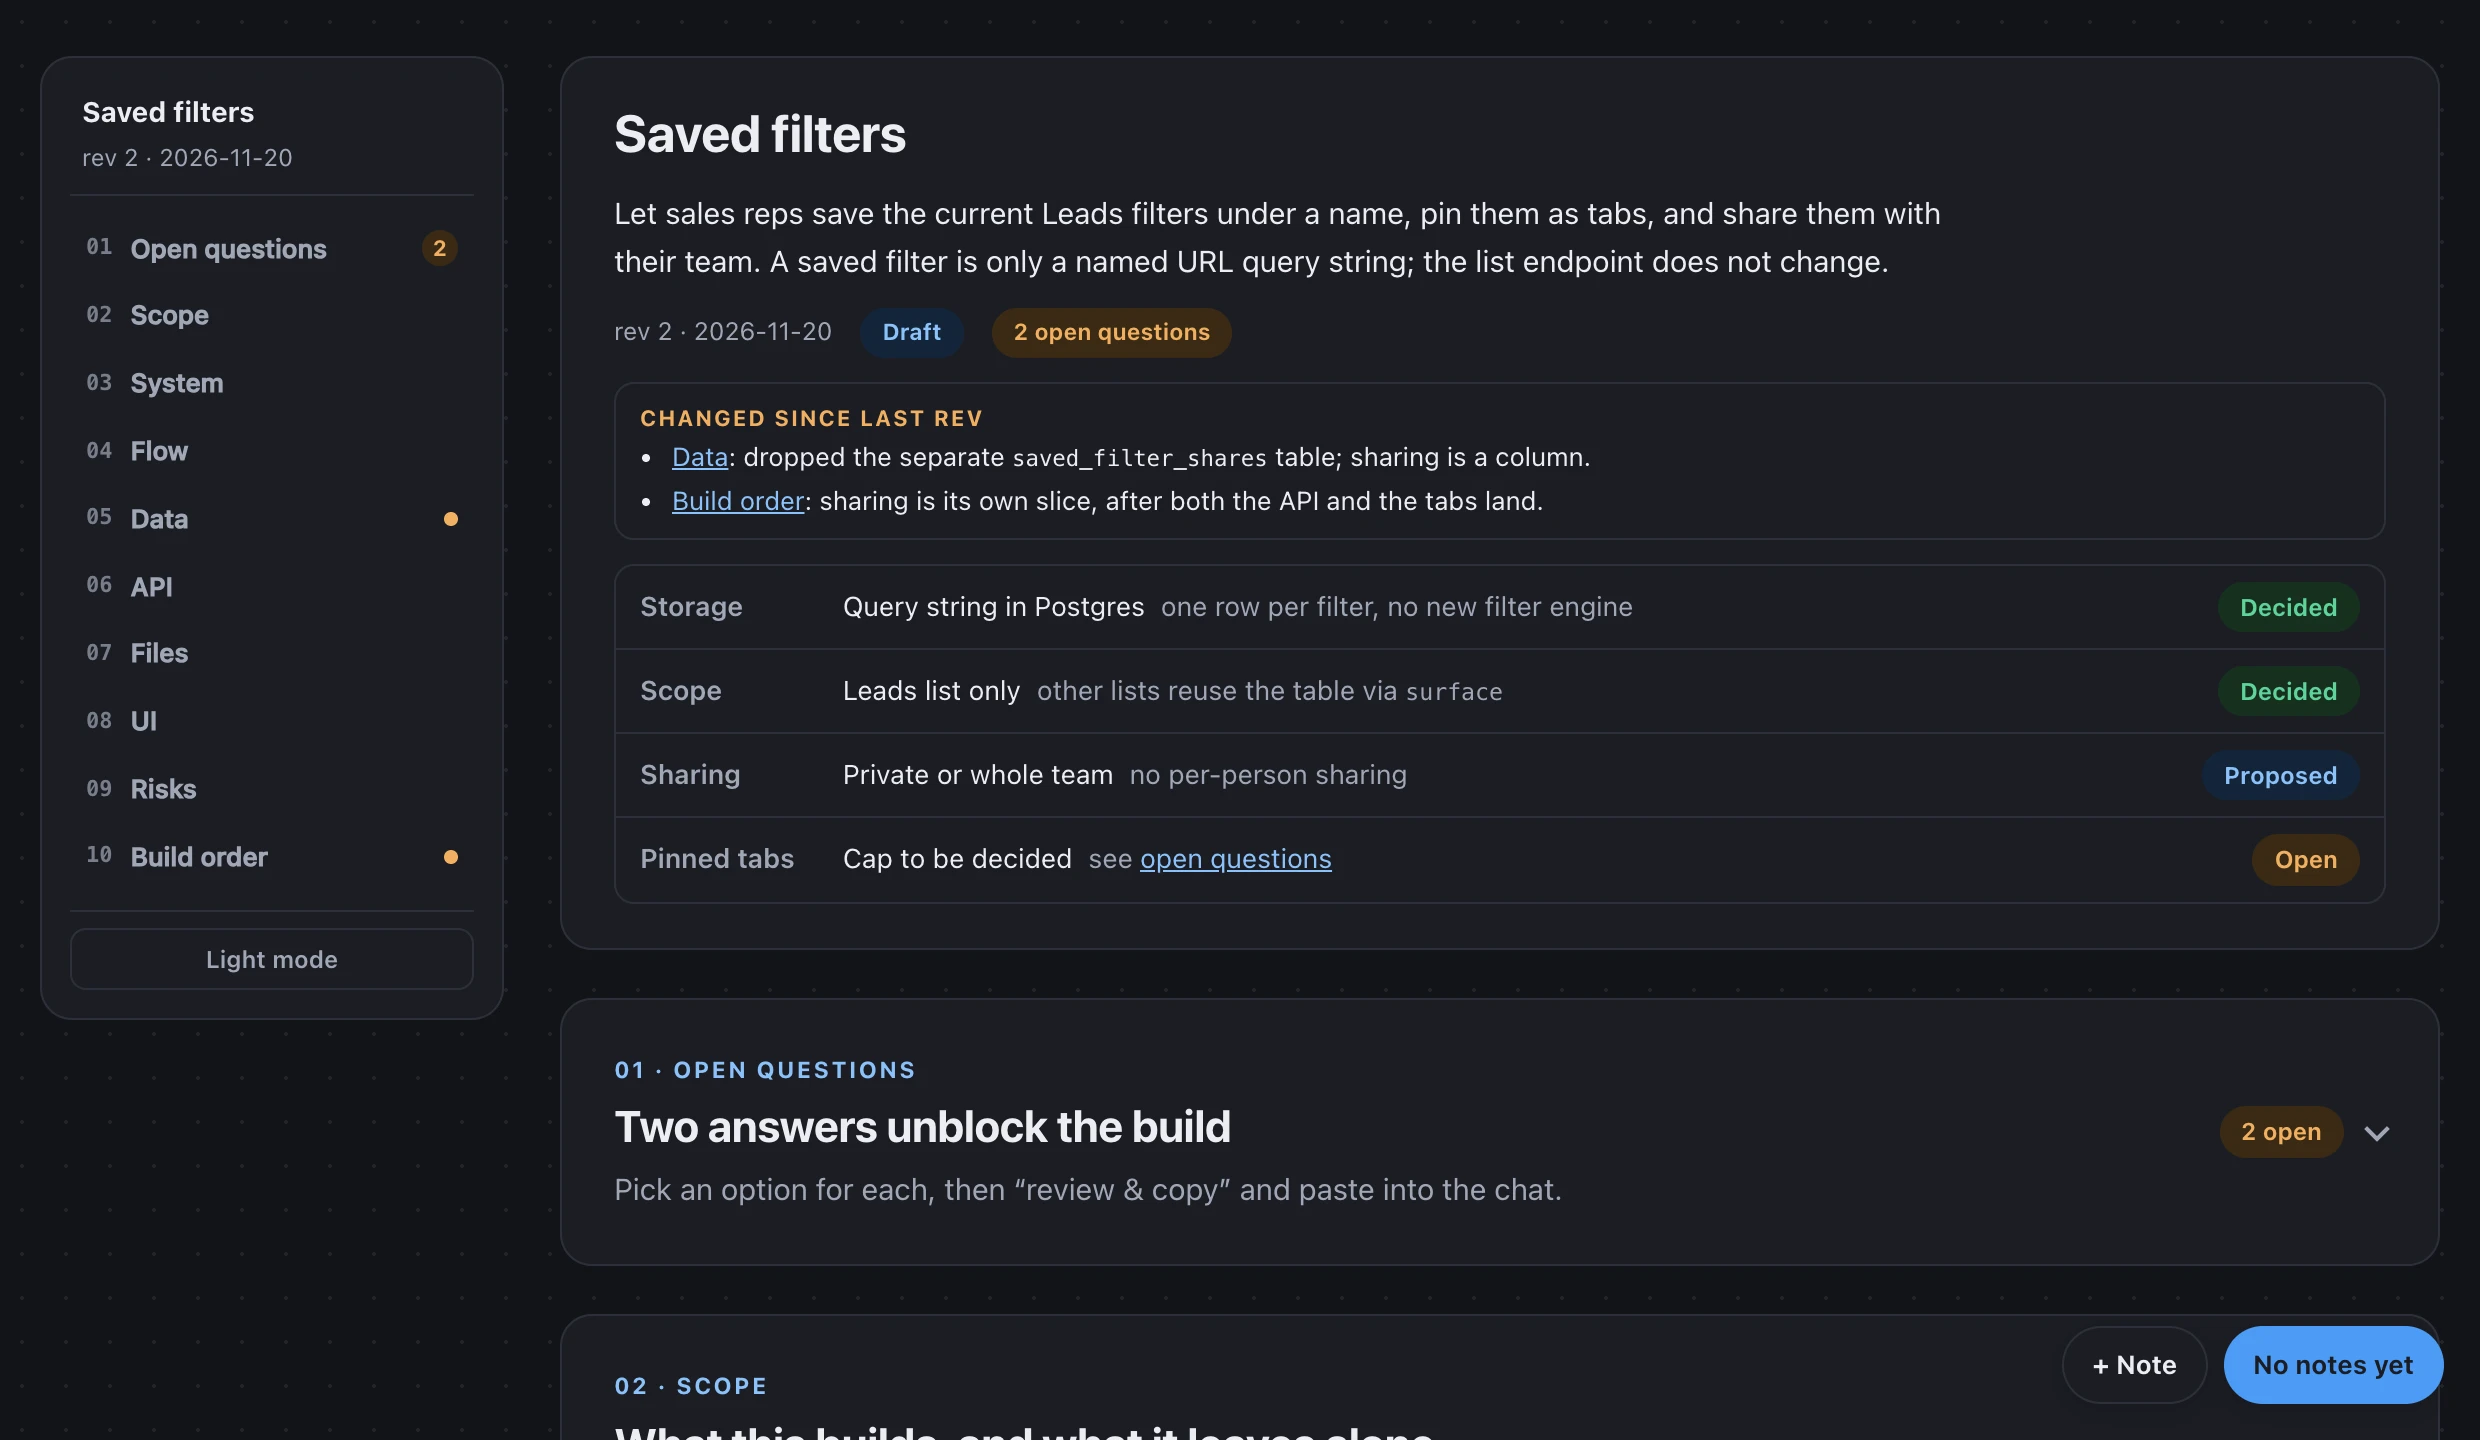 Saved filters
rev 2 · 2026-11-20
01 Open questions 2
02 Scope
03 System
04 Flow
05 Data
06 API
07 Files
08 UI
09 Risks
10 Build order
Light mode
Saved filters
Let sales reps save the current Leads filters under a name, pin them as tabs, and share them with
their team. A saved filter is only a named URL query string; the list endpoint does not change.
rev 2 · 2026-11-20 Draft 2 open questions
CHANGED SINCE LAST REV
• Data: dropped the separate saved_filter_shares table; sharing is a column.
• Build order: sharing is its own slice, after both the API and the tabs land.
Storage Query string in Postgres one row per filter, no new filter engine Decided
Scope Leads list only other lists reuse the table via surface Decided
Sharing Private or whole team no per-person sharing Proposed
Pinned tabs Cap to be decided see open questions Open
01 · OPEN QUESTIONS
Two answers unblock the build
2 open
Pick an option for each, then “review & copy” and paste into the chat.
02 · SCOPE
What this builds, and what it leaves alone
+ Note
No notes yet